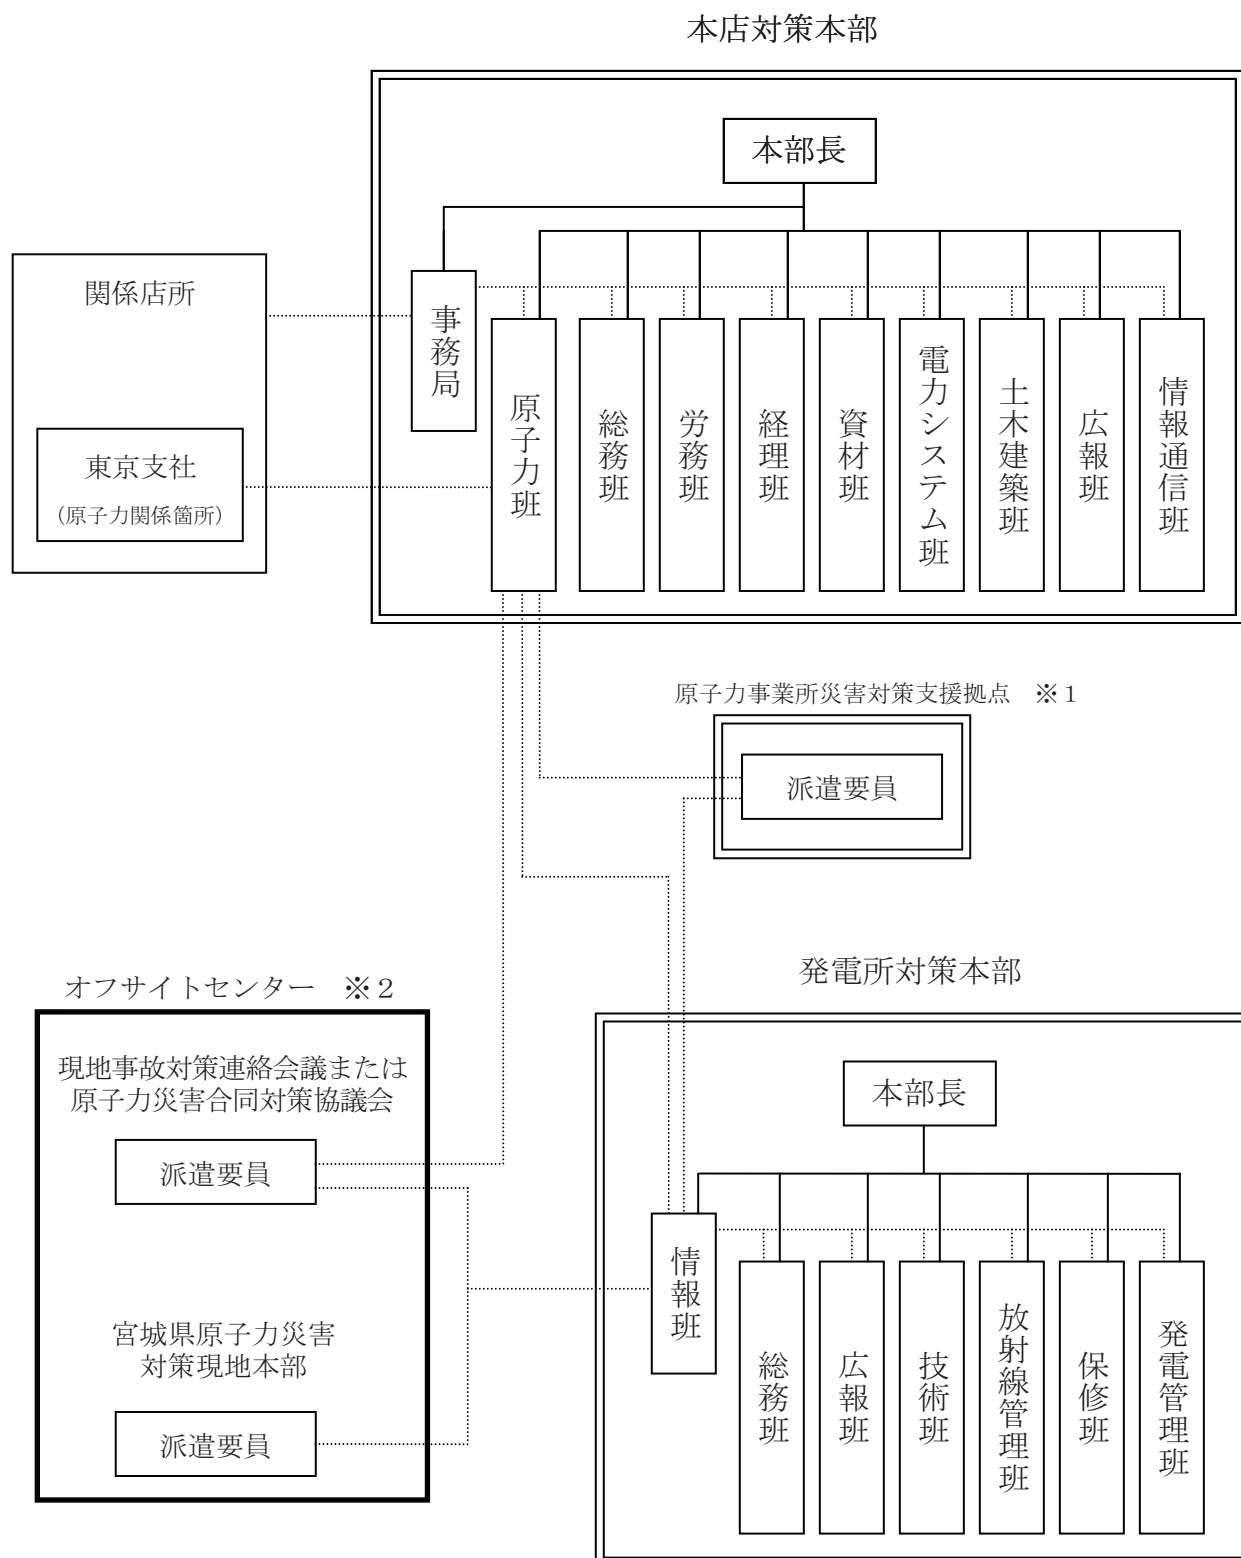 本店対策本部
本部長
関係店所
東京支社
(原子力関係箇所)
事務局
原子力班
総務班
労務班
経理班
資材班
電力システム班
土木建築班
広報班
情報通信班
原子力事業所災害対策支援拠点 ※1
派遣要員
オフサイトセンター ※2
現地事故対策連絡会議または
原子力災害合同対策協議会
派遣要員
宮城県原子力災害
対策現地本部
派遣要員
発電所対策本部
本部長
情報班
総務班
広報班
技術班
放射線管理班
保修班
発電管理班